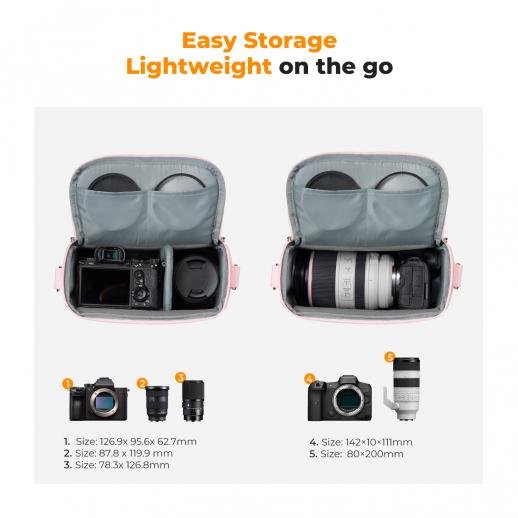 Easy Storage
Lightweight on the go
1
2
3
4
5
1. Size: 126.9x 95.6x 62.7mm
2. Size: 87.8 x 119.9 mm
3. Size: 78.3x 126.8mm
4. Size: 142×10×111mm
5. Size: 80×200mm